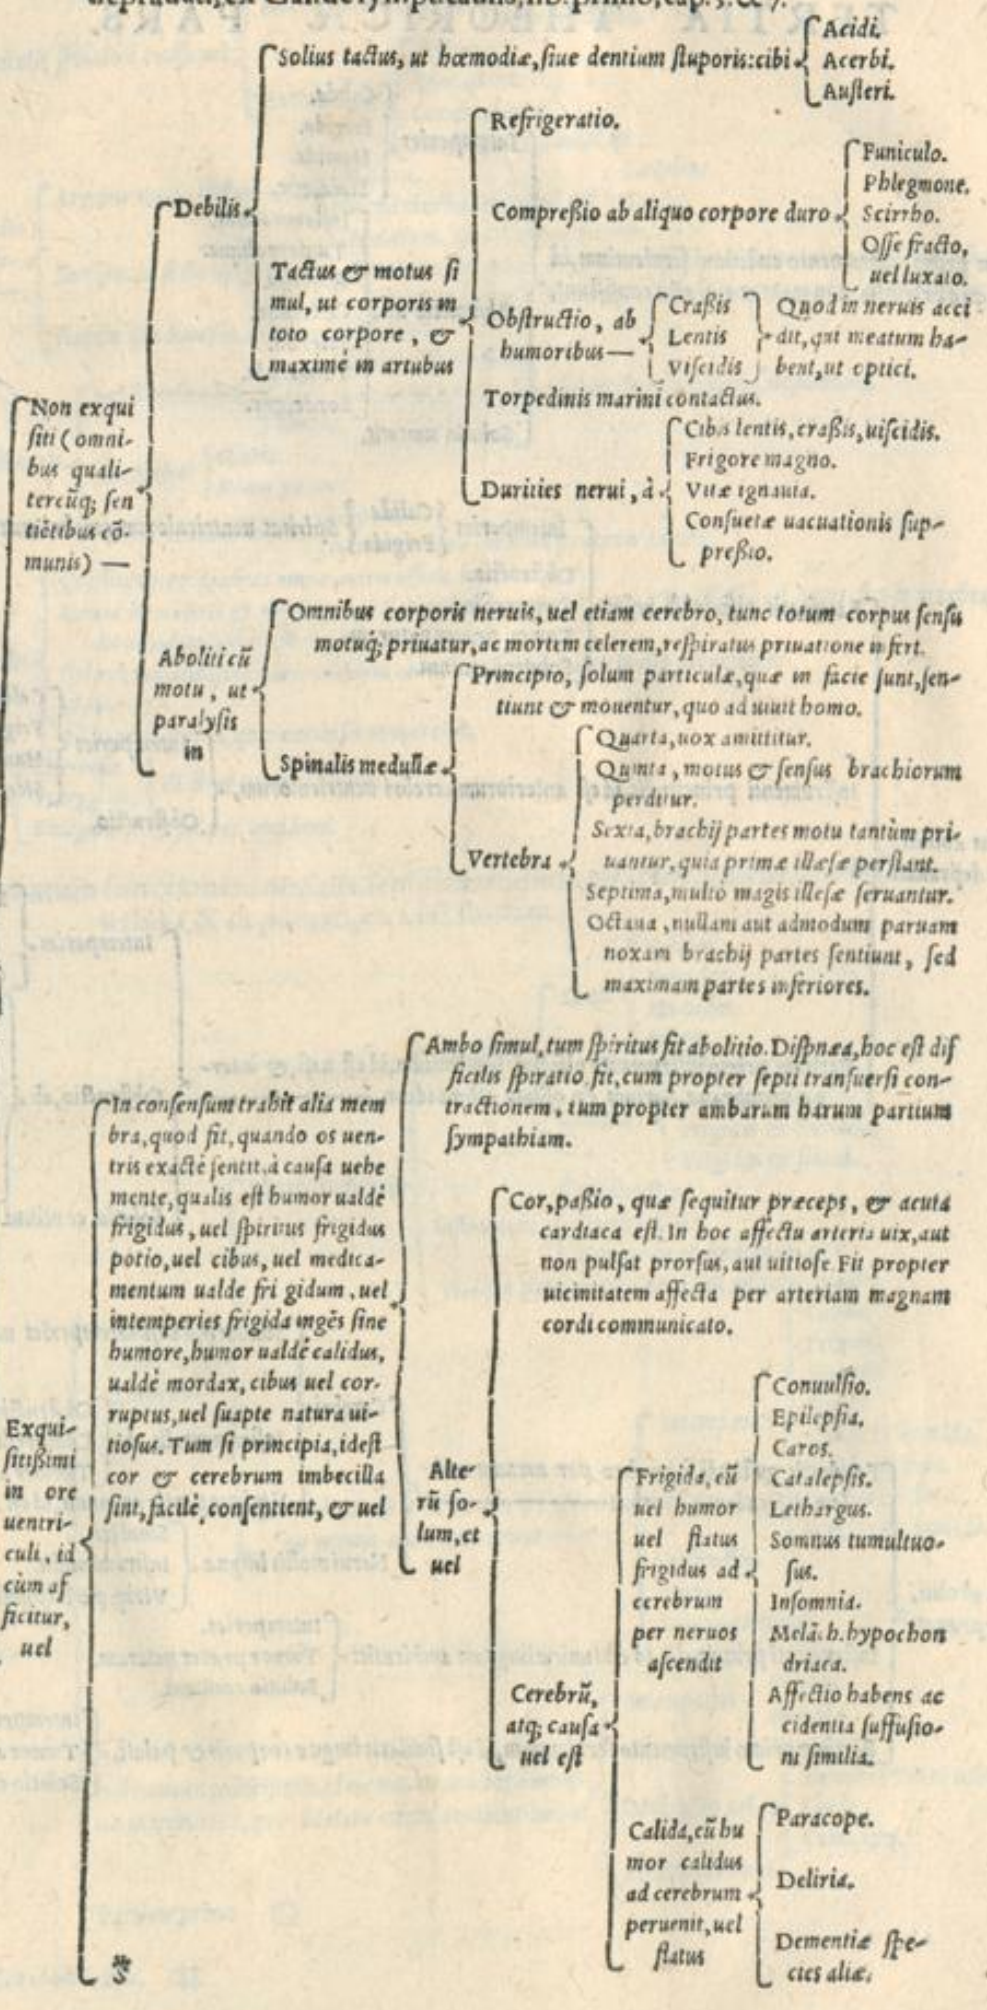 Solius tactus, ut hœmodiæ, ſiue dentium ſtuporis: cibi
Acidi.
Acerbi.
Auſteri.
Non exqui
ſiti (omni-
bus quali-
tercūq; ſen
tiētibus cō-
munis) —
Debilis
Tactus & motus ſi
mul, ut corporis in
toto corpore, &
maximè in artubus
Refrigeratio.
Compreßio ab aliquo corpore duro
Funiculo.
Phlegmone.
Scirrho.
Oſſe fracto,
uel luxato.
Obſtructio, ab
humoribus —
Craßis
Lentis
Viſcidis
Quod in neruis acci
dit, qui meatum ha-
bent, ut optici.
Torpedinis marini contactus.
Durities nerui, à
Cibis lentis, craßis, uiſcidis.
Frigore magno.
Vitæ ignauia.
Conſuetæ uacuationis ſup-
preßio.
Aboliti cū
motu, ut
paralyſis
in
Omnibus corporis neruis, uel etiam cerebro, tunc totum corpus ſenſu
motuq; priuatur, ac mortem celerem, reſpiratus priuatione infert.
Spinalis medullæ
Principio, ſolum particulæ, quæ in facie ſunt, ſen-
tiunt & mouentur, quo ad uiuit homo.
Vertebra
Quarta, uox amittitur.
Quinta, motus & ſenſus brachiorum
perditur.
Sexta, brachij partes motu tantùm pri-
uantur, quia primæ illæſæ perſtant.
Septima, multò magis illeſæ ſeruantur.
Octaua, nullam aut admodum paruam
noxam brachij partes ſentiunt, ſed
maximam partes inferiores.
Exqui-
ſitißimi
in ore
uentri-
culi, id
cùm af
ficitur,
uel
In conſenſum trahit alia mem
bra, quod fit, quando os uen-
tris exactè ſentit, à cauſa uehe
mente, qualis eſt humor ualdè
frigidus, uel ſpiritus frigidus
potio, uel cibus, uel medica-
mentum ualde fri gidum, uel
intemperies frigida ingēs ſine
humore, humor ualdè calidus,
ualdè mordax, cibus uel cor-
ruptus, uel ſuapte natura ui-
tioſus. Tum ſi principia, ideſt
cor & cerebrum imbecilla
ſint, facilè conſentient, & uel
Ambo ſimul, tum ſpiritus fit abolitio. Diſpnæa, hoc eſt dif
ficilis ſpiratio fit, cum propter ſepti tranſuerſi con-
tractionem, tum propter ambarum harum partium
ſympathiam.
Alte-
rū ſo-
lum, et
uel
Cor, paßio, quæ ſequitur præceps, & acuta
cardiaca eſt. In hoc affectu arteria uix, aut
non pulſat prorſus, aut uitioſe. Fit propter
uicinitatem affecta per arteriam magnam
cordi communicato.
Cerebrū,
atq; cauſa
uel eſt
Frigida, cū
uel humor
uel flatus
frigidus ad
cerebrum
per neruos
aſcendit
Conuulſio.
Epilepſia.
Caros.
Catalepſis.
Lethargus.
Somnus tumultuo-
ſus.
Inſomnia.
Melāch. hypochon
driaca.
Affectio habens ac
cidentia ſuffuſio-
ni ſimilia.
Calida, cū hu
mor calidus
ad cerebrum
peruenit, uel
flatus
Paracope.
Deliria.
Dementiæ ſpe-
cies aliæ.